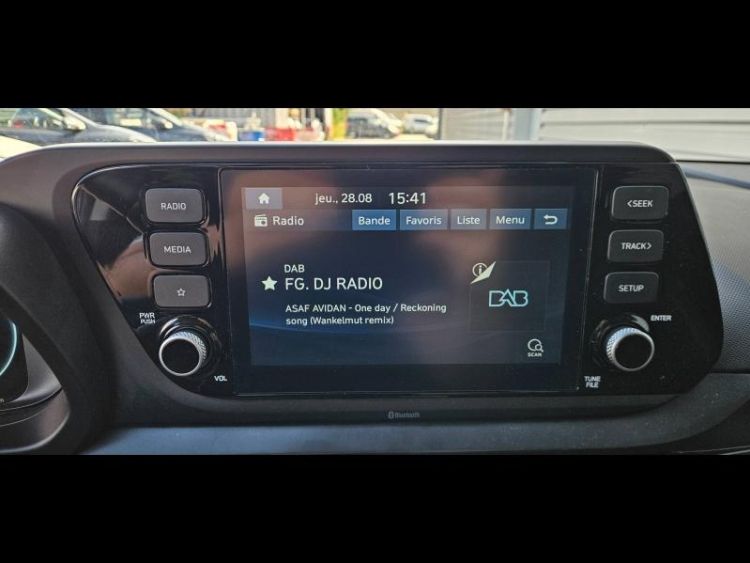 jeu., 28.08 15:41
Radio Bande Favoris Liste Menu
RADIO
MEDIA
PWR
PUSH
VOL
DAB
FG. DJ RADIO
ASAF AVIDAN - One day / Reckoning
song (Wankelmut remix)
DAB
SCAN
<SEEK
TRACK>
SETUP
ENTER
TUNE
FILE
Bluetooth